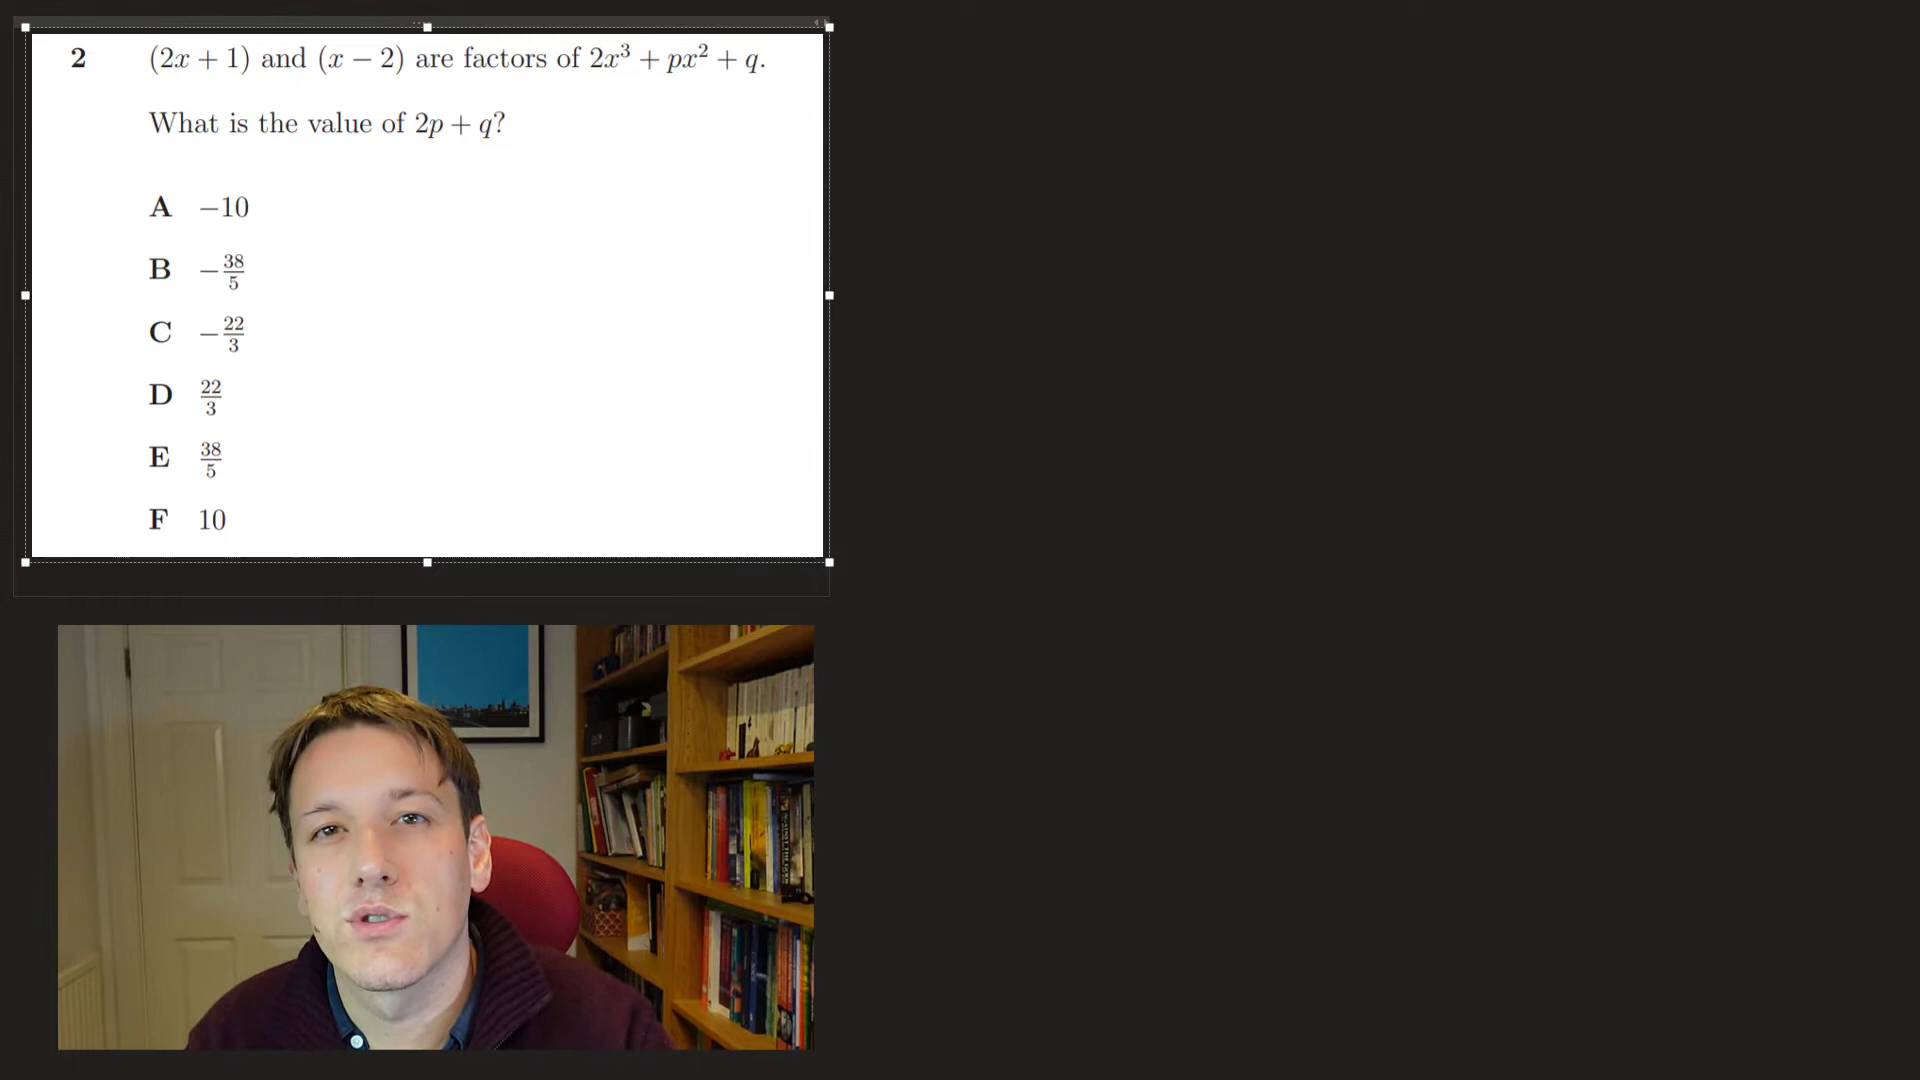 2 (2x + 1) and (x − 2) are factors of 2x³ + px² + q.
What is the value of 2p + q?
A −10
B −38/5
C −22/3
D 22/3
E 38/5
F 10